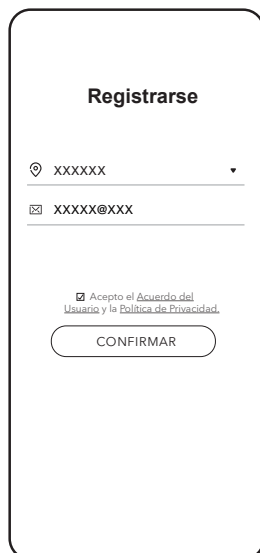 Registrarse
XXXXXX
XXXXX@XXX
Acepto el Acuerdo del
Usuario y la Política de Privacidad.
CONFIRMAR